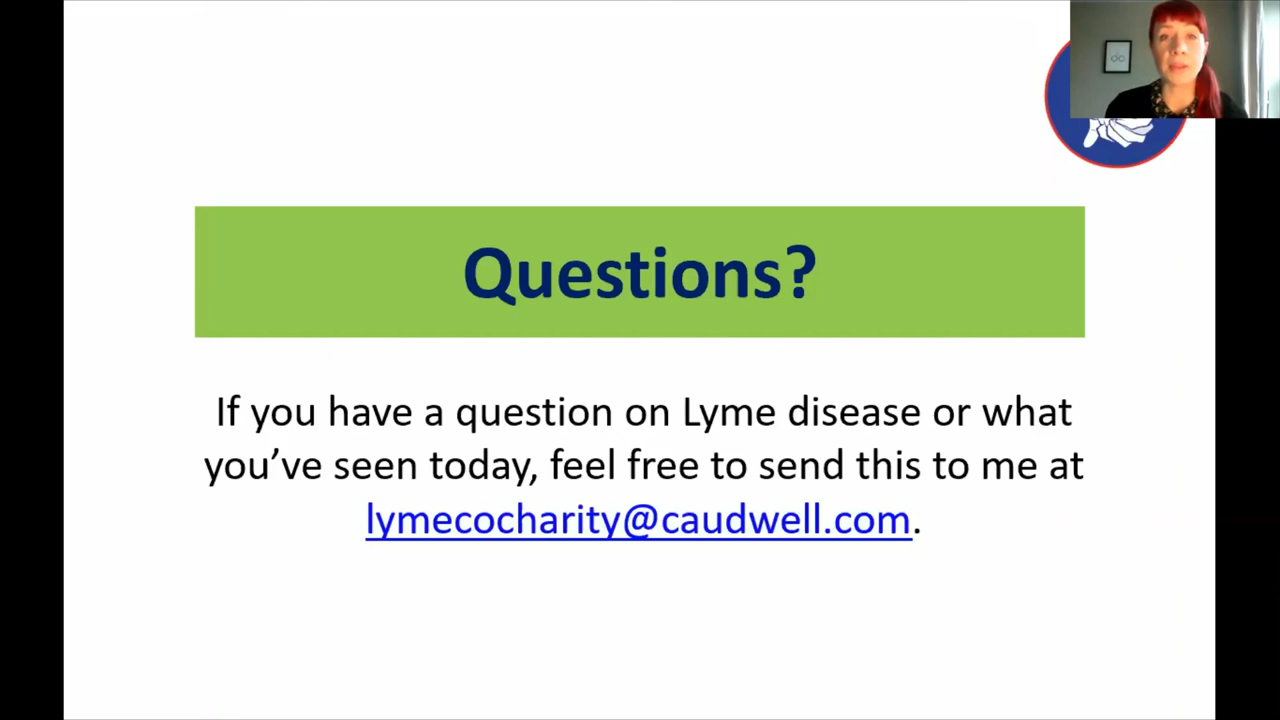 Questions?
If you have a question on Lyme disease or what
you’ve seen today, feel free to send this to me at
lymecocharity@caudwell.com.